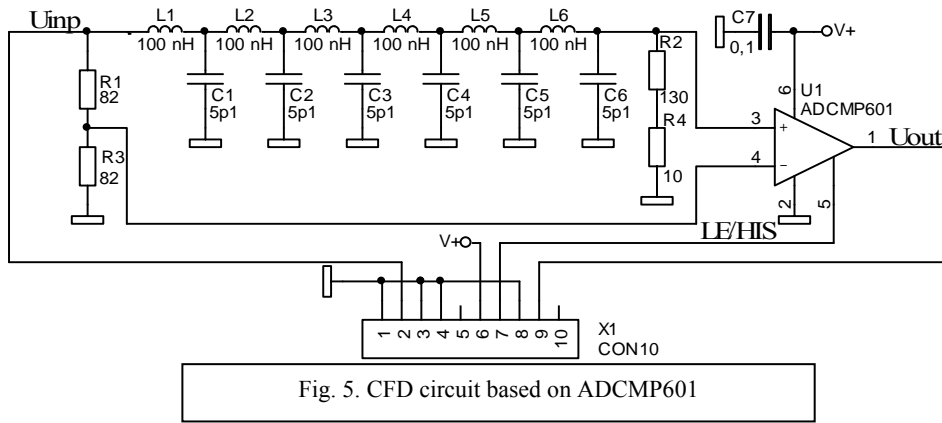 Uinp L1 L2 L3 L4 L5 L6 C7 V+
100 nH 100 nH 100 nH 100 nH 100 nH 100 nH R2 0,1
R1 82 C1 5p1 C2 5p1 C3 5p1 C4 5p1 C5 5p1 C6 5p1 130 6 U1
ADCMP601
R4 3 + 1 Uout
R3 82 10 4 −
2 5
V+ LE/HIS
1 2 3 4 5 6 7 8 9 10 X1
CON10
Fig. 5. CFD circuit based on ADCMP601